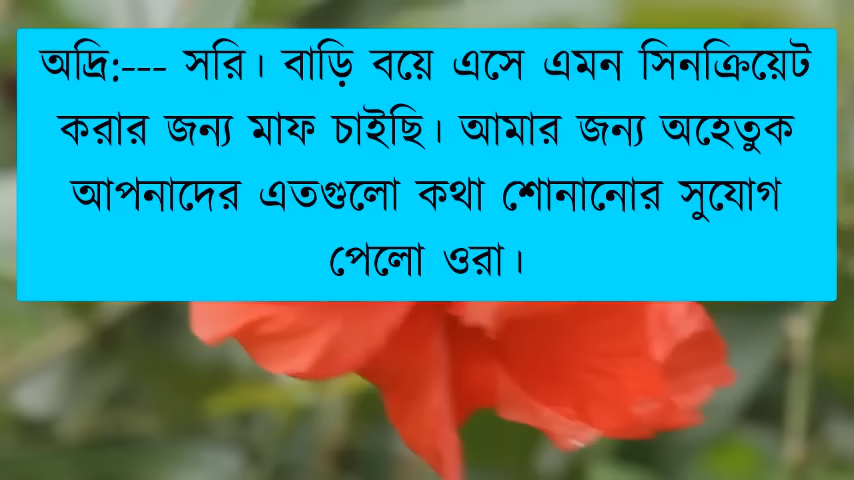 অদ্রি:--- সরি। বাড়ি বয়ে এসে এমন সিনক্রিয়েট
করার জন্য মাফ চাইছি। আমার জন্য অহেতুক
আপনাদের এতগুলো কথা শোনানোর সুযোগ
পেলো ওরা।